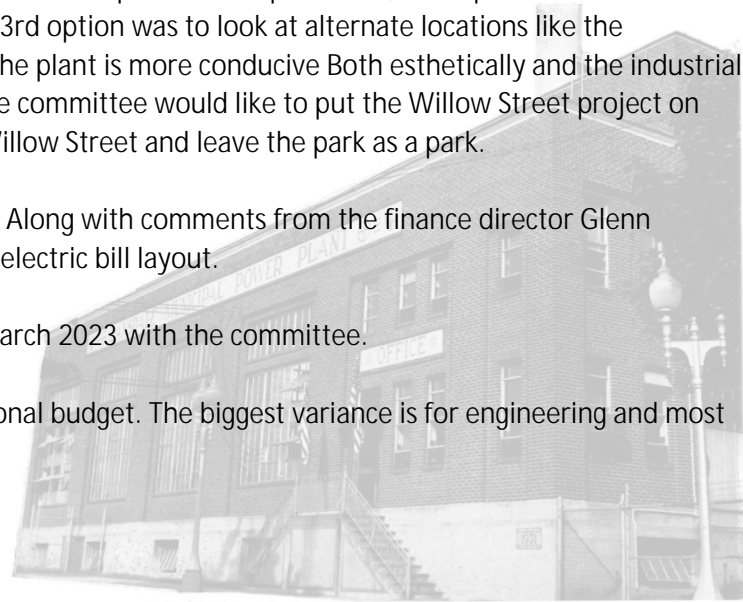 3rd option was to look at alternate locations like the
he plant is more conducive Both esthetically and the industrial
e committee would like to put the Willow Street project on
Willow Street and leave the park as a park.
Along with comments from the finance director Glenn
electric bill layout.
arch 2023 with the committee.
onal budget. The biggest variance is for engineering and most
POWER PLANT
OFFICE